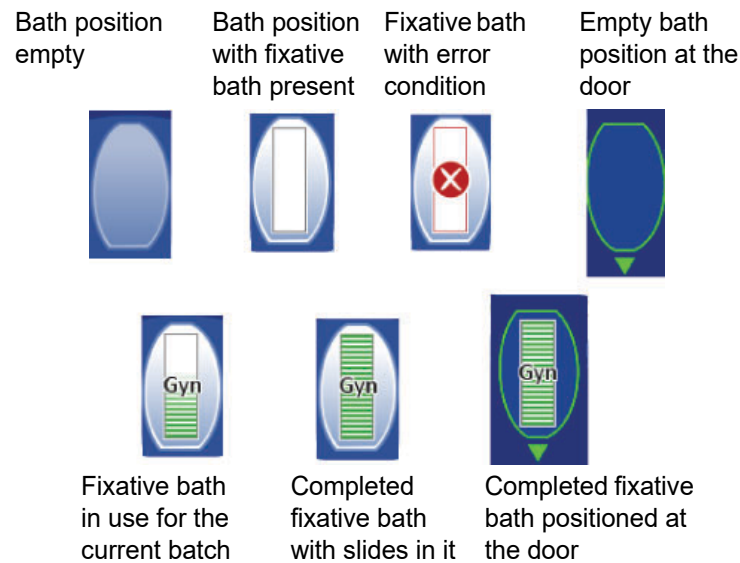 Bath position
empty
Bath position
with fixative
bath present
Fixative bath
with error
condition
Empty bath
position at the
door
Gyn
Gyn
Gyn
Fixative bath
in use for the
current batch
Completed
fixative bath
with slides in it
Completed fixative
bath positioned at
the door